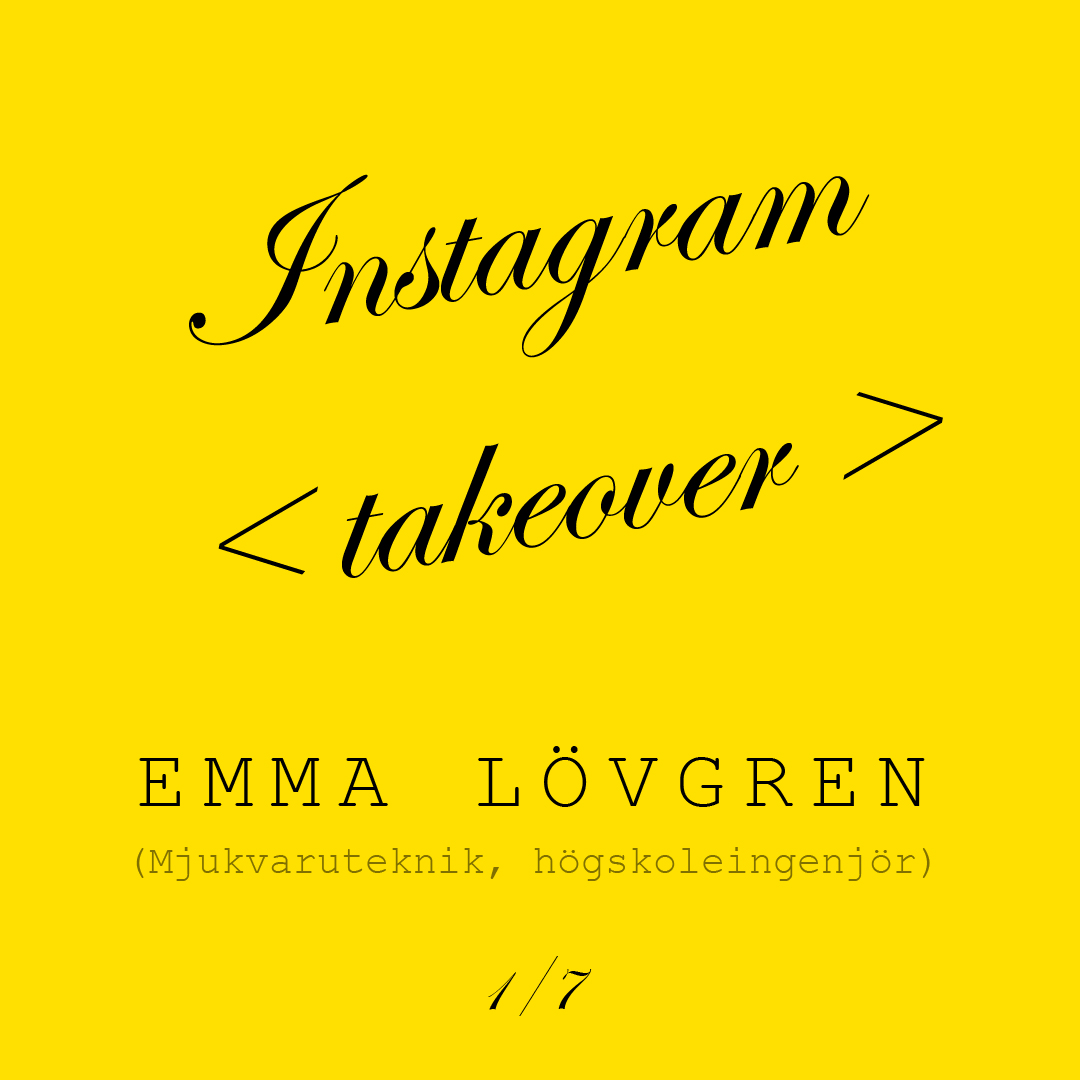 Instagram
< takeover >
EMMA LÖVGREN
(Mjukvaruteknik, högskoleingenjör)
1/7